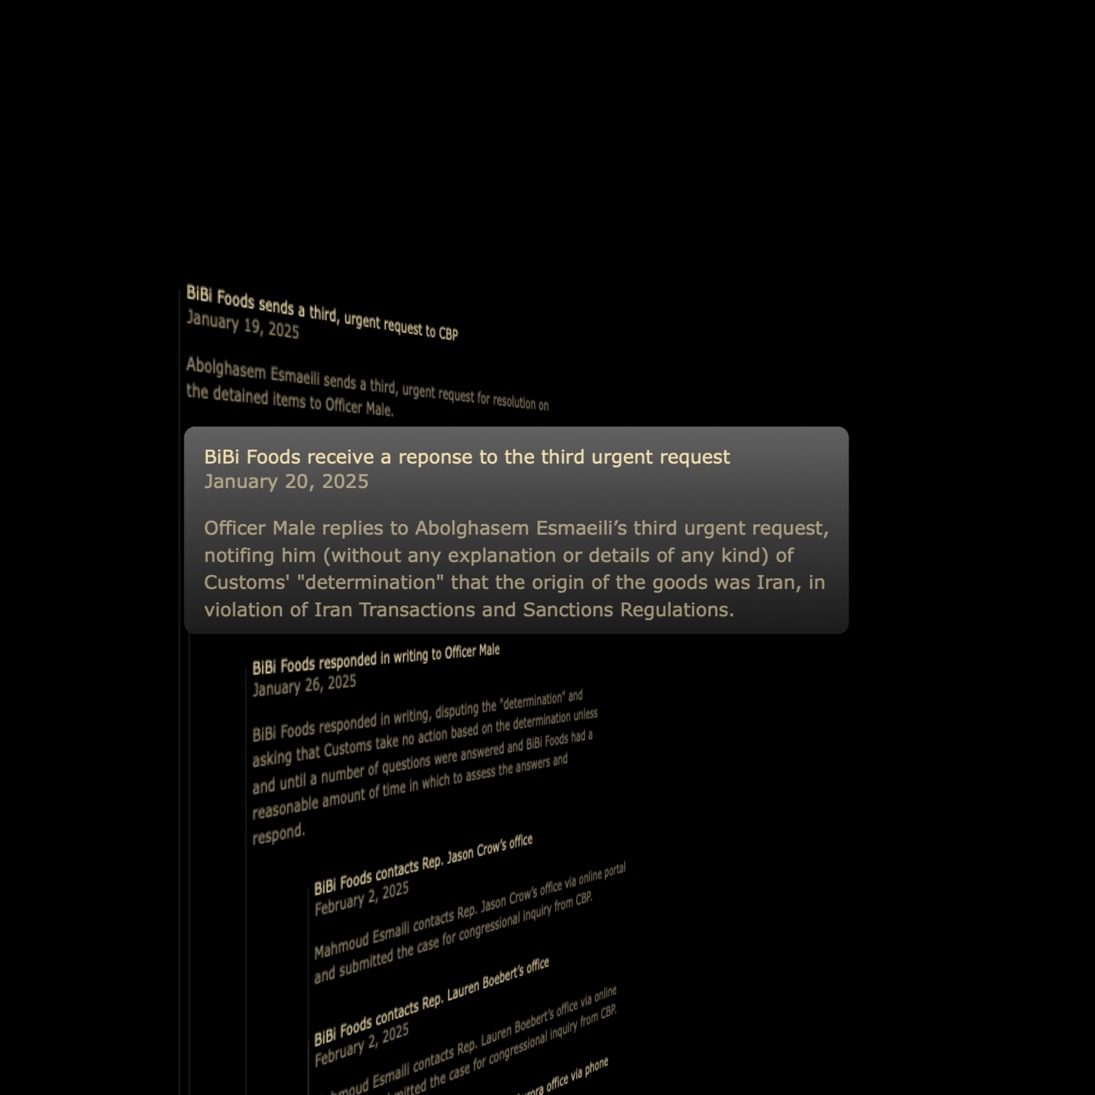 BiBi Foods sends a third, urgent request to CBP
January 19, 2025
Abolghasem Esmaeili sends a third, urgent request for resolution on
the detained items to Officer Male.
BiBi Foods receive a reponse to the third urgent request
January 20, 2025
Officer Male replies to Abolghasem Esmaeili’s third urgent request,
notifing him (without any explanation or details of any kind) of
Customs' "determination" that the origin of the goods was Iran, in
violation of Iran Transactions and Sanctions Regulations.
BiBi Foods responded in writing to Officer Male
January 26, 2025
BiBi Foods responded in writing, disputing the "determination" and
asking that Customs take no action based on the determination unless
and until a number of questions were answered and BiBi Foods had a
reasonable amount of time in which to assess the answers and
respond.
BiBi Foods contacts Rep. Jason Crow’s office
February 2, 2025
Mahmoud Esmaili contacts Rep. Jason Crow’s office via online portal
and submitted the case for congressional inquiry from CBP.
BiBi Foods contacts Rep. Lauren Boebert’s office
February 2, 2025
Esmaili contacts Rep. Lauren Boebert’s office via online
the case for congressional inquiry from CBP.
office via phone